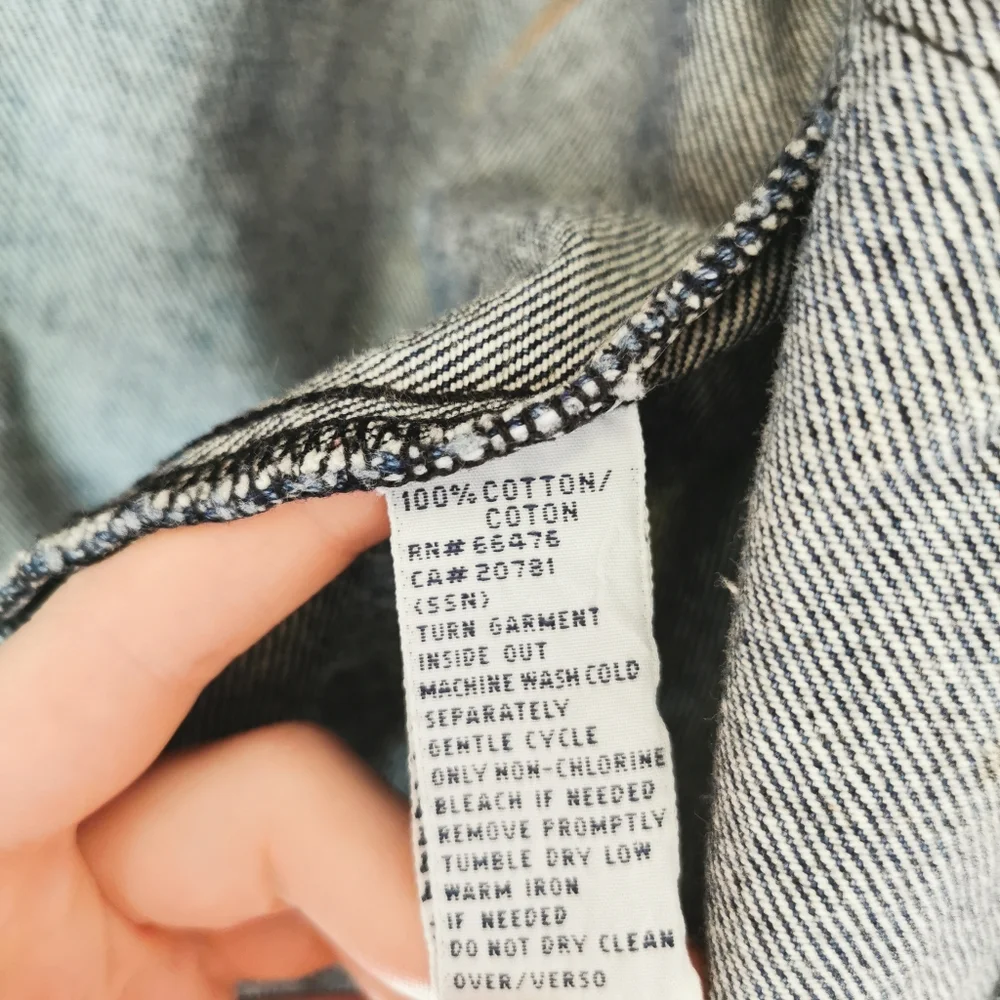 100% COTTON/
COTON
RN# 66476
CA# 20781
(SSN)
TURN GARMENT
INSIDE OUT
MACHINE WASH COLD
SEPARATELY
GENTLE CYCLE
ONLY NON-CHLORINE
BLEACH IF NEEDED
REMOVE PROMPTLY
TUMBLE DRY LOW
WARM IRON
IF NEEDED
DO NOT DRY CLEAN
OVER/VERSO